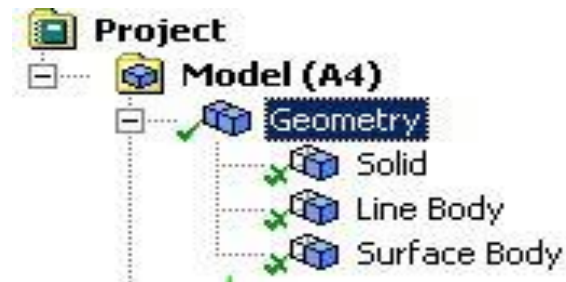 Project
Model (A4)
Geometry
Solid
Line Body
Surface Body